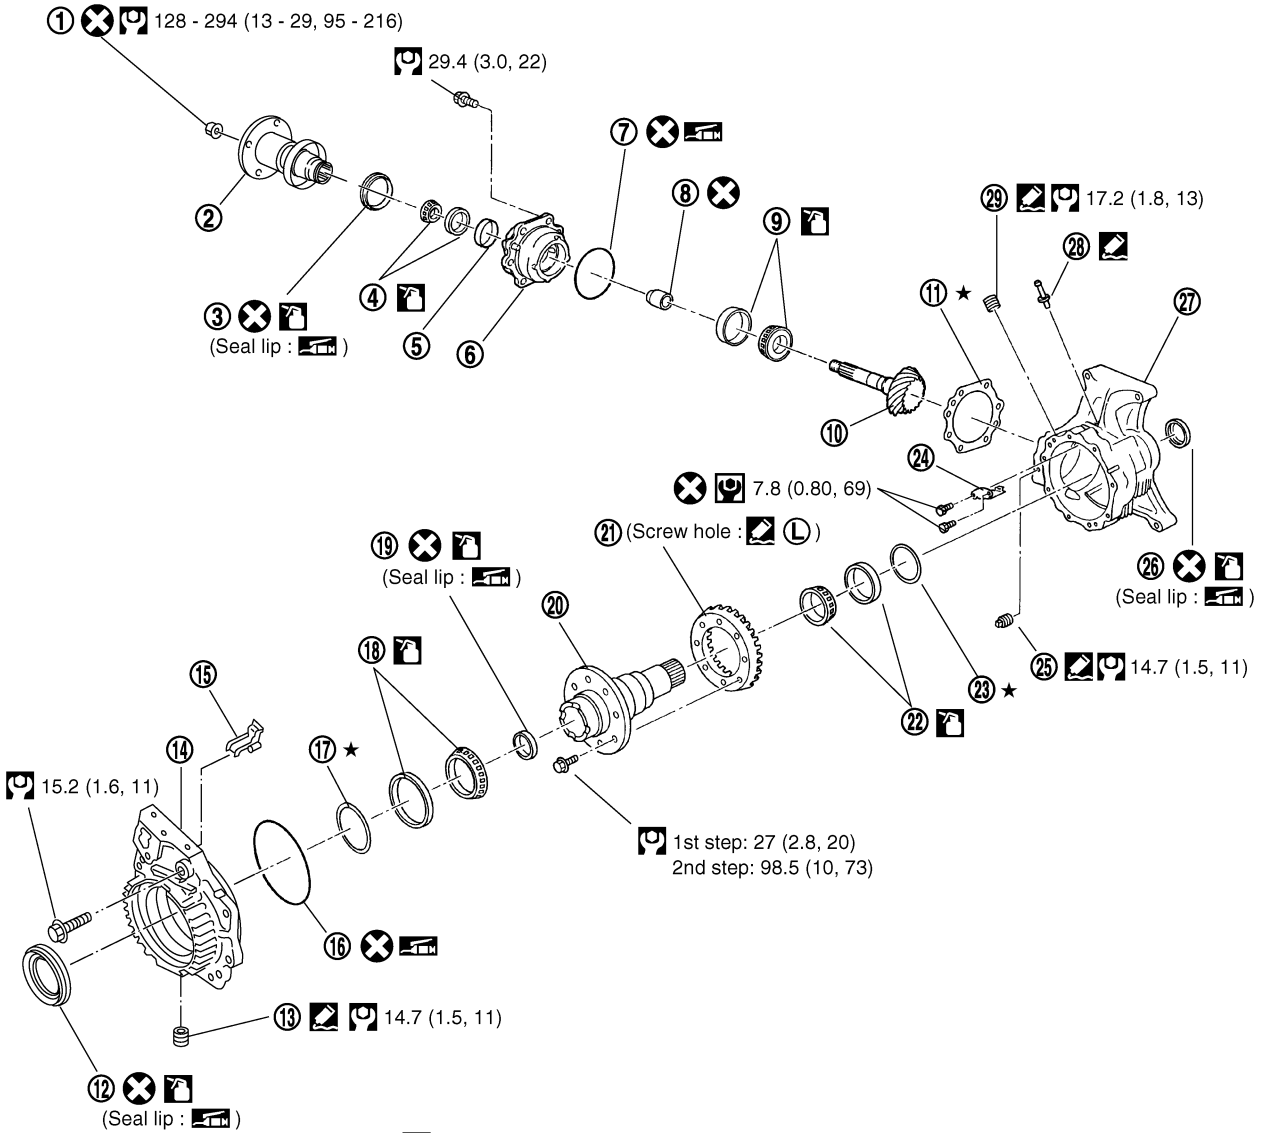 1 128 - 294 (13 - 29, 95 - 216)
29.4 (3.0, 22)
7
8
2
9
29 17.2 (1.8, 13)
28
4
11 ★
27
3
(Seal lip : )
5
6
10
24
7.8 (0.80, 69)
21 (Screw hole : L )
19
(Seal lip : )
26
(Seal lip : )
20
18
15
25 14.7 (1.5, 11)
23 ★
22
14
17 ★
15.2 (1.6, 11)
1st step: 27 (2.8, 20)
2nd step: 98.5 (10, 73)
16
13 14.7 (1.5, 11)
12
(Seal lip : )